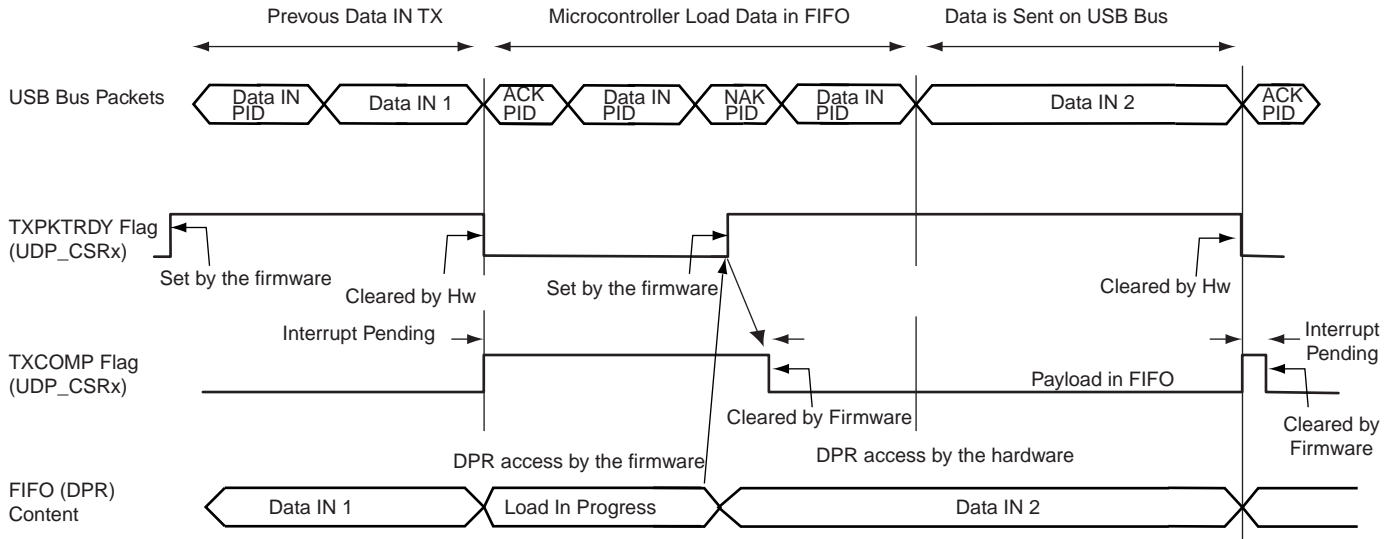 Prevous Data IN TX
Microcontroller Load Data in FIFO
Data is Sent on USB Bus
USB Bus Packets
Data IN
PID
Data IN 1
ACK
PID
Data IN
PID
NAK
PID
Data IN
PID
Data IN 2
ACK
PID
TXPKTRDY Flag
(UDP_CSRx)
Set by the firmware
Cleared by Hw
Set by the firmware
Cleared by Hw
Interrupt Pending
Interrupt
Pending
TXCOMP Flag
(UDP_CSRx)
Payload in FIFO
Cleared by Firmware
Cleared by
Firmware
DPR access by the firmware
DPR access by the hardware
FIFO (DPR)
Content
Data IN 1
Load In Progress
Data IN 2